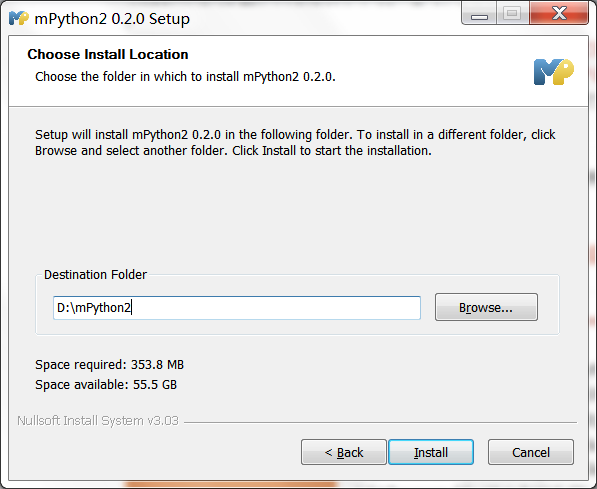 mPython2 0.2.0 Setup
Choose Install Location
Choose the folder in which to install mPython2 0.2.0.
MP
Setup will install mPython2 0.2.0 in the following folder. To install in a different folder, click
Browse and select another folder. Click Install to start the installation.
Destination Folder
D:\mPython2
Browse...
Space required: 353.8 MB
Space available: 55.5 GB
Nullsoft Install System v3.03
< Back
Install
Cancel